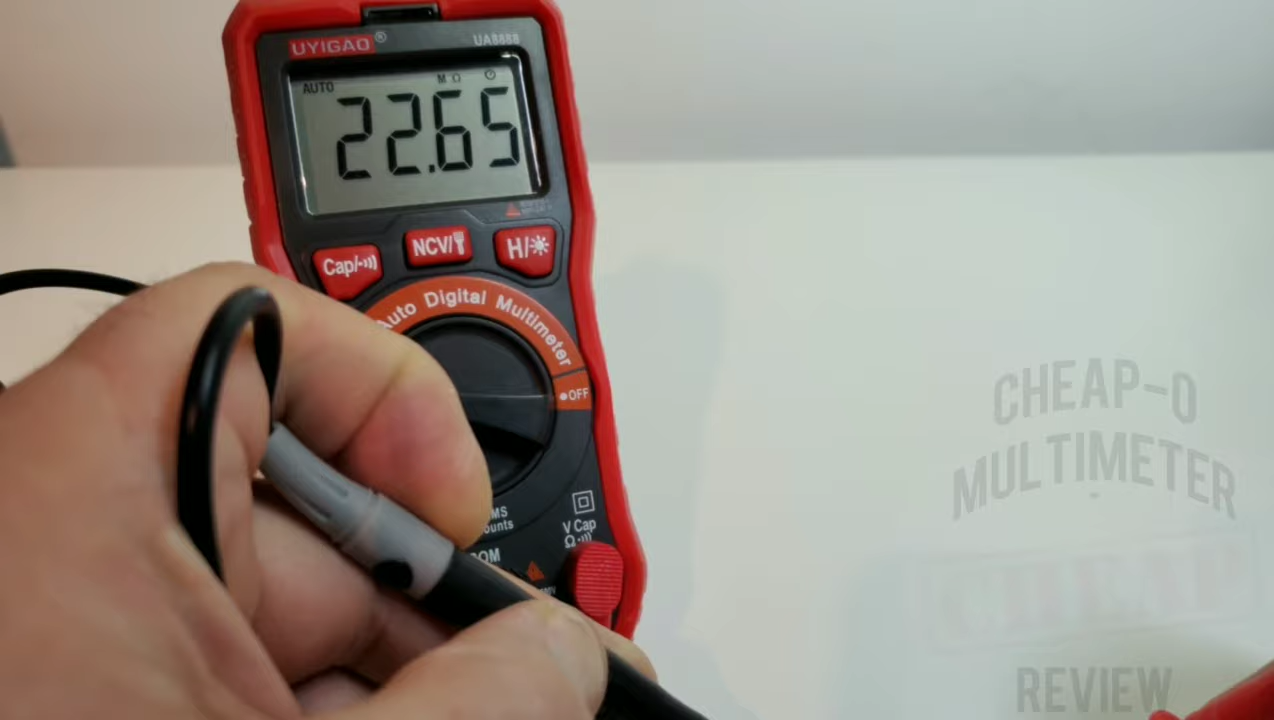 UYIGAO®
UA8888
AUTO
M Ω
22.65
Cap/•))
NCV/
H/
Auto Digital Multimeter
OFF
V Cap
Ω•))
CHEAP-O
MULTIMETER
REVIEW